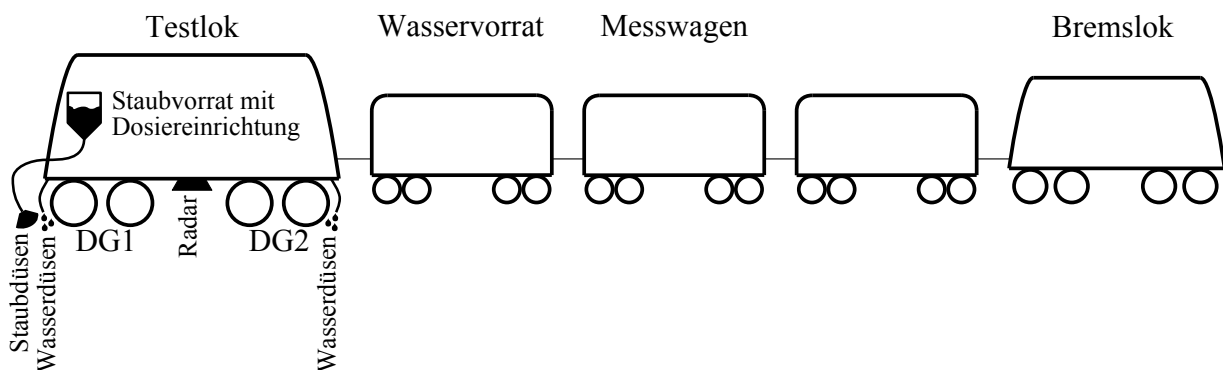 Testlok
Wasservorrat
Messwagen
Bremslok
Staubvorrat mit
Dosiereinrichtung
DG1
Radar
DG2
Staubdüsen
Wasserdüsen
Wasserdüsen